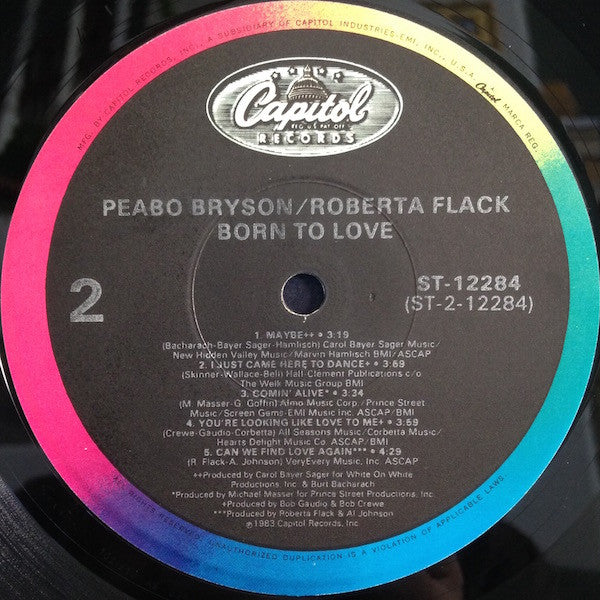 MFG. BY CAPITOL RECORDS, INC., A SUBSIDIARY OF CAPITOL INDUSTRIES-EMI, INC., U.S.A. Capitol MARCA REG.
Capitol
REG. U.S. PAT. OFF.
RECORDS
PEABO BRYSON/ROBERTA FLACK
BORN TO LOVE
2
ST-12284
(ST-2-12284)
1. MAYBE++ • 3:19
(Bacharach-Bayer Sager-Hamlisch) Carol Bayer Sager Music/
New Hidden Valley Music/Marvin Hamlisch BMI/ASCAP
2. I JUST CAME HERE TO DANCE+ • 3:59
(Skinner-Wallace-Bell) Hall-Clement Publications c/o
The Welk Music Group BMI
3. COMIN' ALIVE* • 3:34
(M. Masser-G. Goffin) Almo Music Corp./Prince Street
Music/Screen Gems-EMI Music Inc. ASCAP/BMI
4. YOU'RE LOOKING LIKE LOVE TO ME+ • 3:59
(Crewe-Gaudio-Corbetta) All Seasons Music/Corbetta Music/
Hearts Delight Music Co. ASCAP/BMI
5. CAN WE FIND LOVE AGAIN*** • 4:29
(R. Flack-A. Johnson) VeryEvery Music, Inc. ASCAP
++Produced by Carol Bayer Sager for White On White
Productions, Inc. & Burt Bacharach
*Produced by Michael Masser for Prince Street Productions, Inc.
+Produced by Bob Gaudio & Bob Crewe
***Produced by Roberta Flack & Al Johnson
℗1983 Capitol Records, Inc.
ALL RIGHTS RESERVED. UNAUTHORIZED DUPLICATION IS A VIOLATION OF APPLICABLE LAWS.